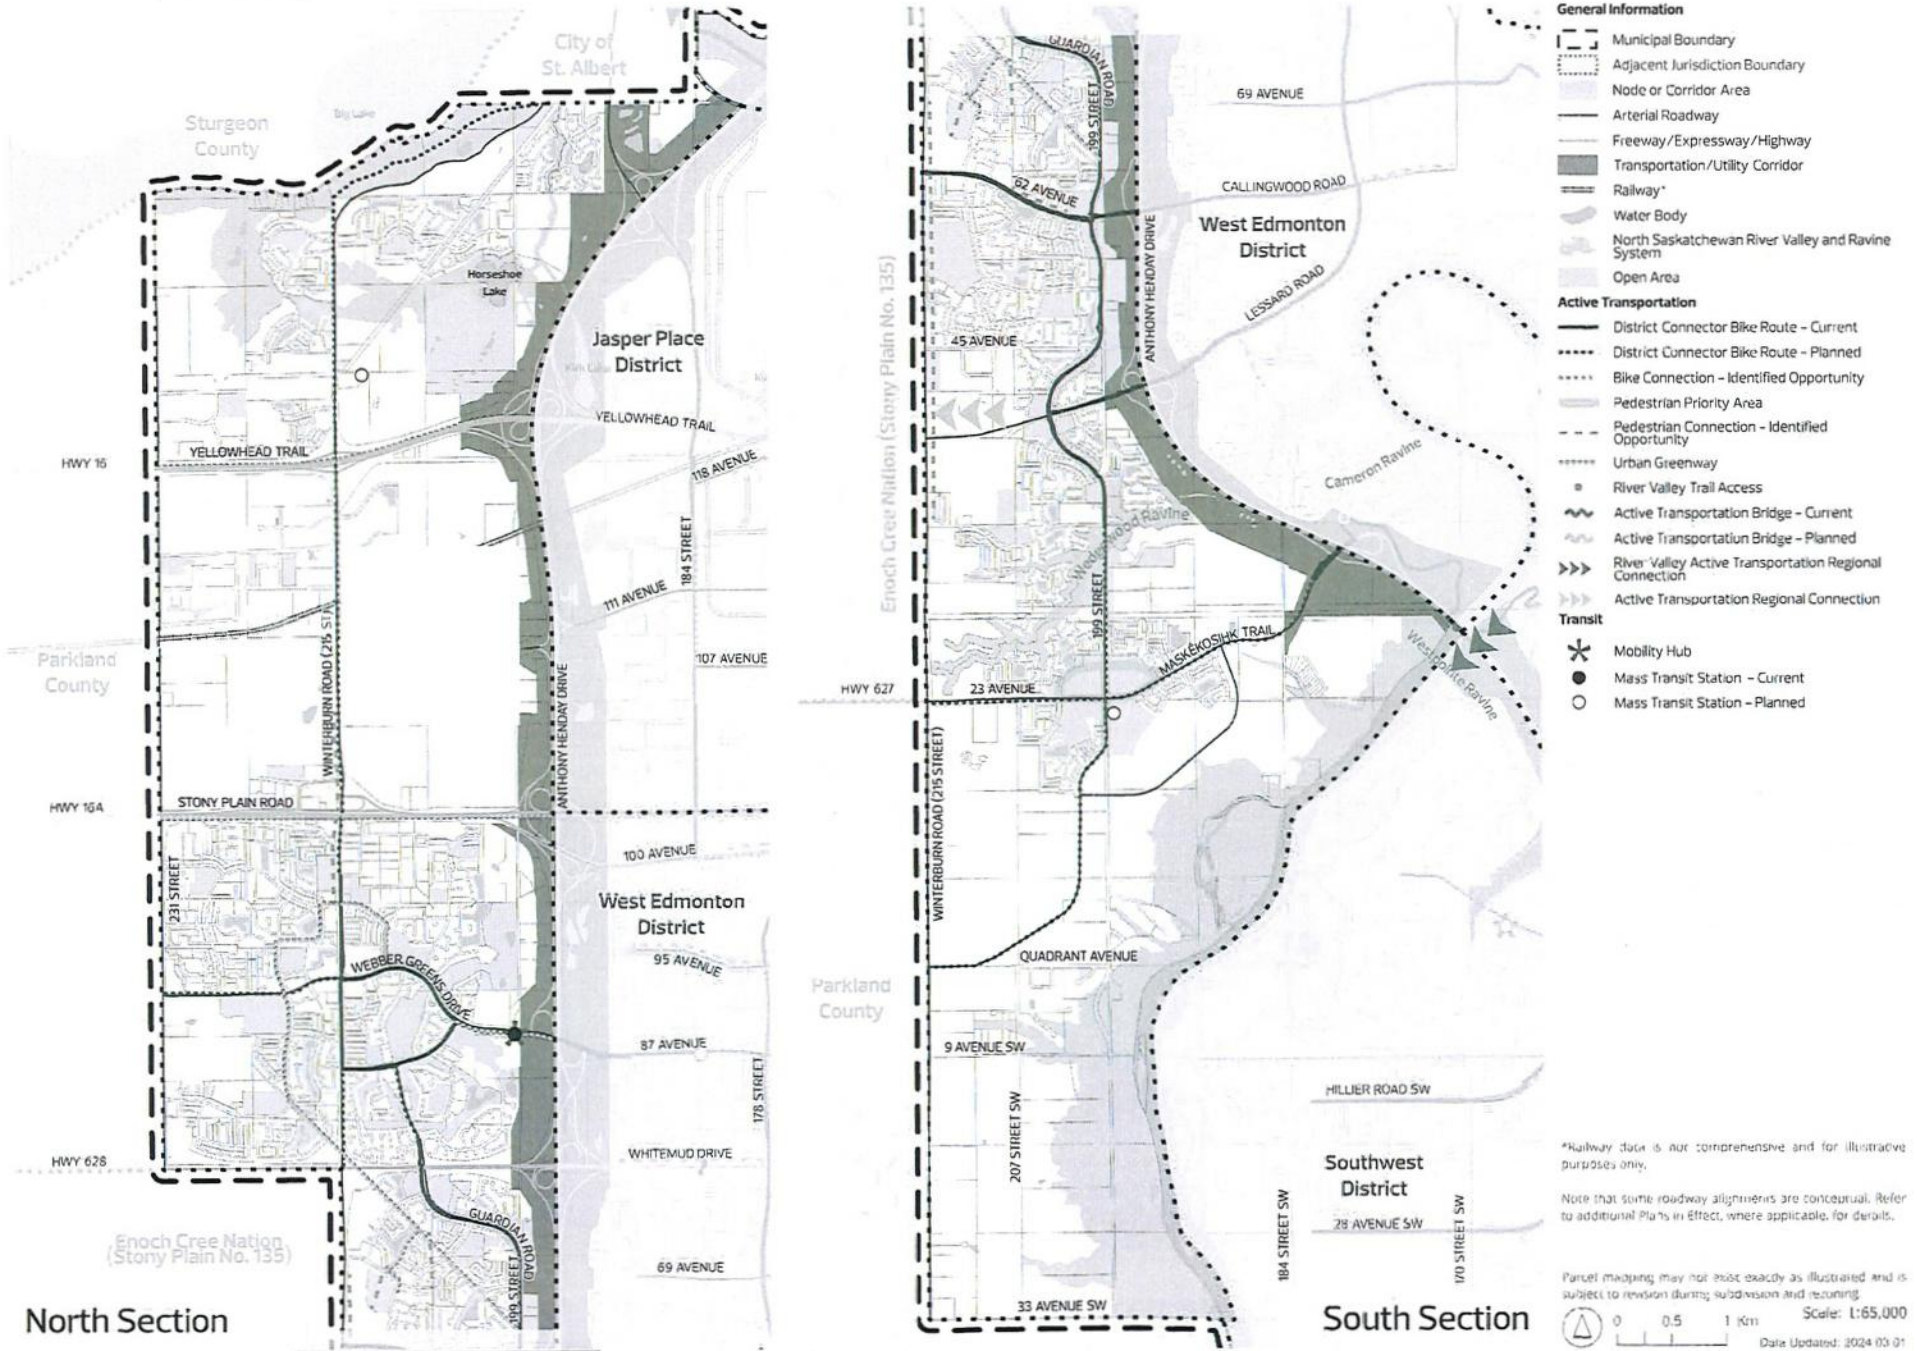 City of
St. Albert
Sturgeon
County
Big Lake
Horseshoe
Lake
Jasper Place
District
YELLOWHEAD TRAIL
YELLOWHEAD TRAIL
HWY 16
118 AVENUE
184 STREET
111 AVENUE
107 AVENUE
Parkland
County
WINTERBURN ROAD (215 ST
ANTHONY HENDAY DRIVE
HWY 16A
STONY PLAIN ROAD
100 AVENUE
231 STREET
West Edmonton
District
95 AVENUE
WEBBER GREENS DRIVE
87 AVENUE
178 STREET
HWY 628
WHITEMUD DRIVE
GUARDIAN ROAD
Enoch Cree Nation
(Stony Plain No. 135)
199 STREET
69 AVENUE
North Section
GUARDIAN ROAD
199 STREET
69 AVENUE
62 AVENUE
CALLINGWOOD ROAD
West Edmonton
District
ANTHONY HENDAY DRIVE
Enoch Cree Nation (Stony Plain No. 135)
LESSARD ROAD
45 AVENUE
Cameron Ravine
Wedgewood Ravine
199 STREET
MASKÊKOSIHK TRAIL
HWY 627
23 AVENUE
WINTERBURN ROAD (215 STREET)
QUADRANT AVENUE
Parkland
County
9 AVENUE SW
207 STREET SW
HILLIER ROAD SW
Southwest
District
184 STREET SW
28 AVENUE SW
170 STREET SW
33 AVENUE SW
South Section
General Information
Municipal Boundary
Adjacent Jurisdiction Boundary
Node or Corridor Area
Arterial Roadway
Freeway/Expressway/Highway
Transportation/Utility Corridor
Railway*
Water Body
North Saskatchewan River Valley and Ravine
System
Open Area
Active Transportation
District Connector Bike Route – Current
District Connector Bike Route – Planned
Bike Connection – Identified Opportunity
Pedestrian Priority Area
Pedestrian Connection – Identified
Opportunity
Urban Greenway
River Valley Trail Access
Active Transportation Bridge – Current
Active Transportation Bridge – Planned
River Valley Active Transportation Regional
Connection
Active Transportation Regional Connection
Transit
Mobility Hub
Mass Transit Station – Current
Mass Transit Station – Planned
*Railway data is not comprehensive and for illustrative
purposes only.
Note that some roadway alignments are conceptual. Refer
to additional Plans in Effect, where applicable, for details.
Parcel mapping may not exist exactly as illustrated and is
subject to revision during subdivision and rezoning
Scale: 1:65,000
0 0.5 1 Km
Date Updated: 2024 03 01